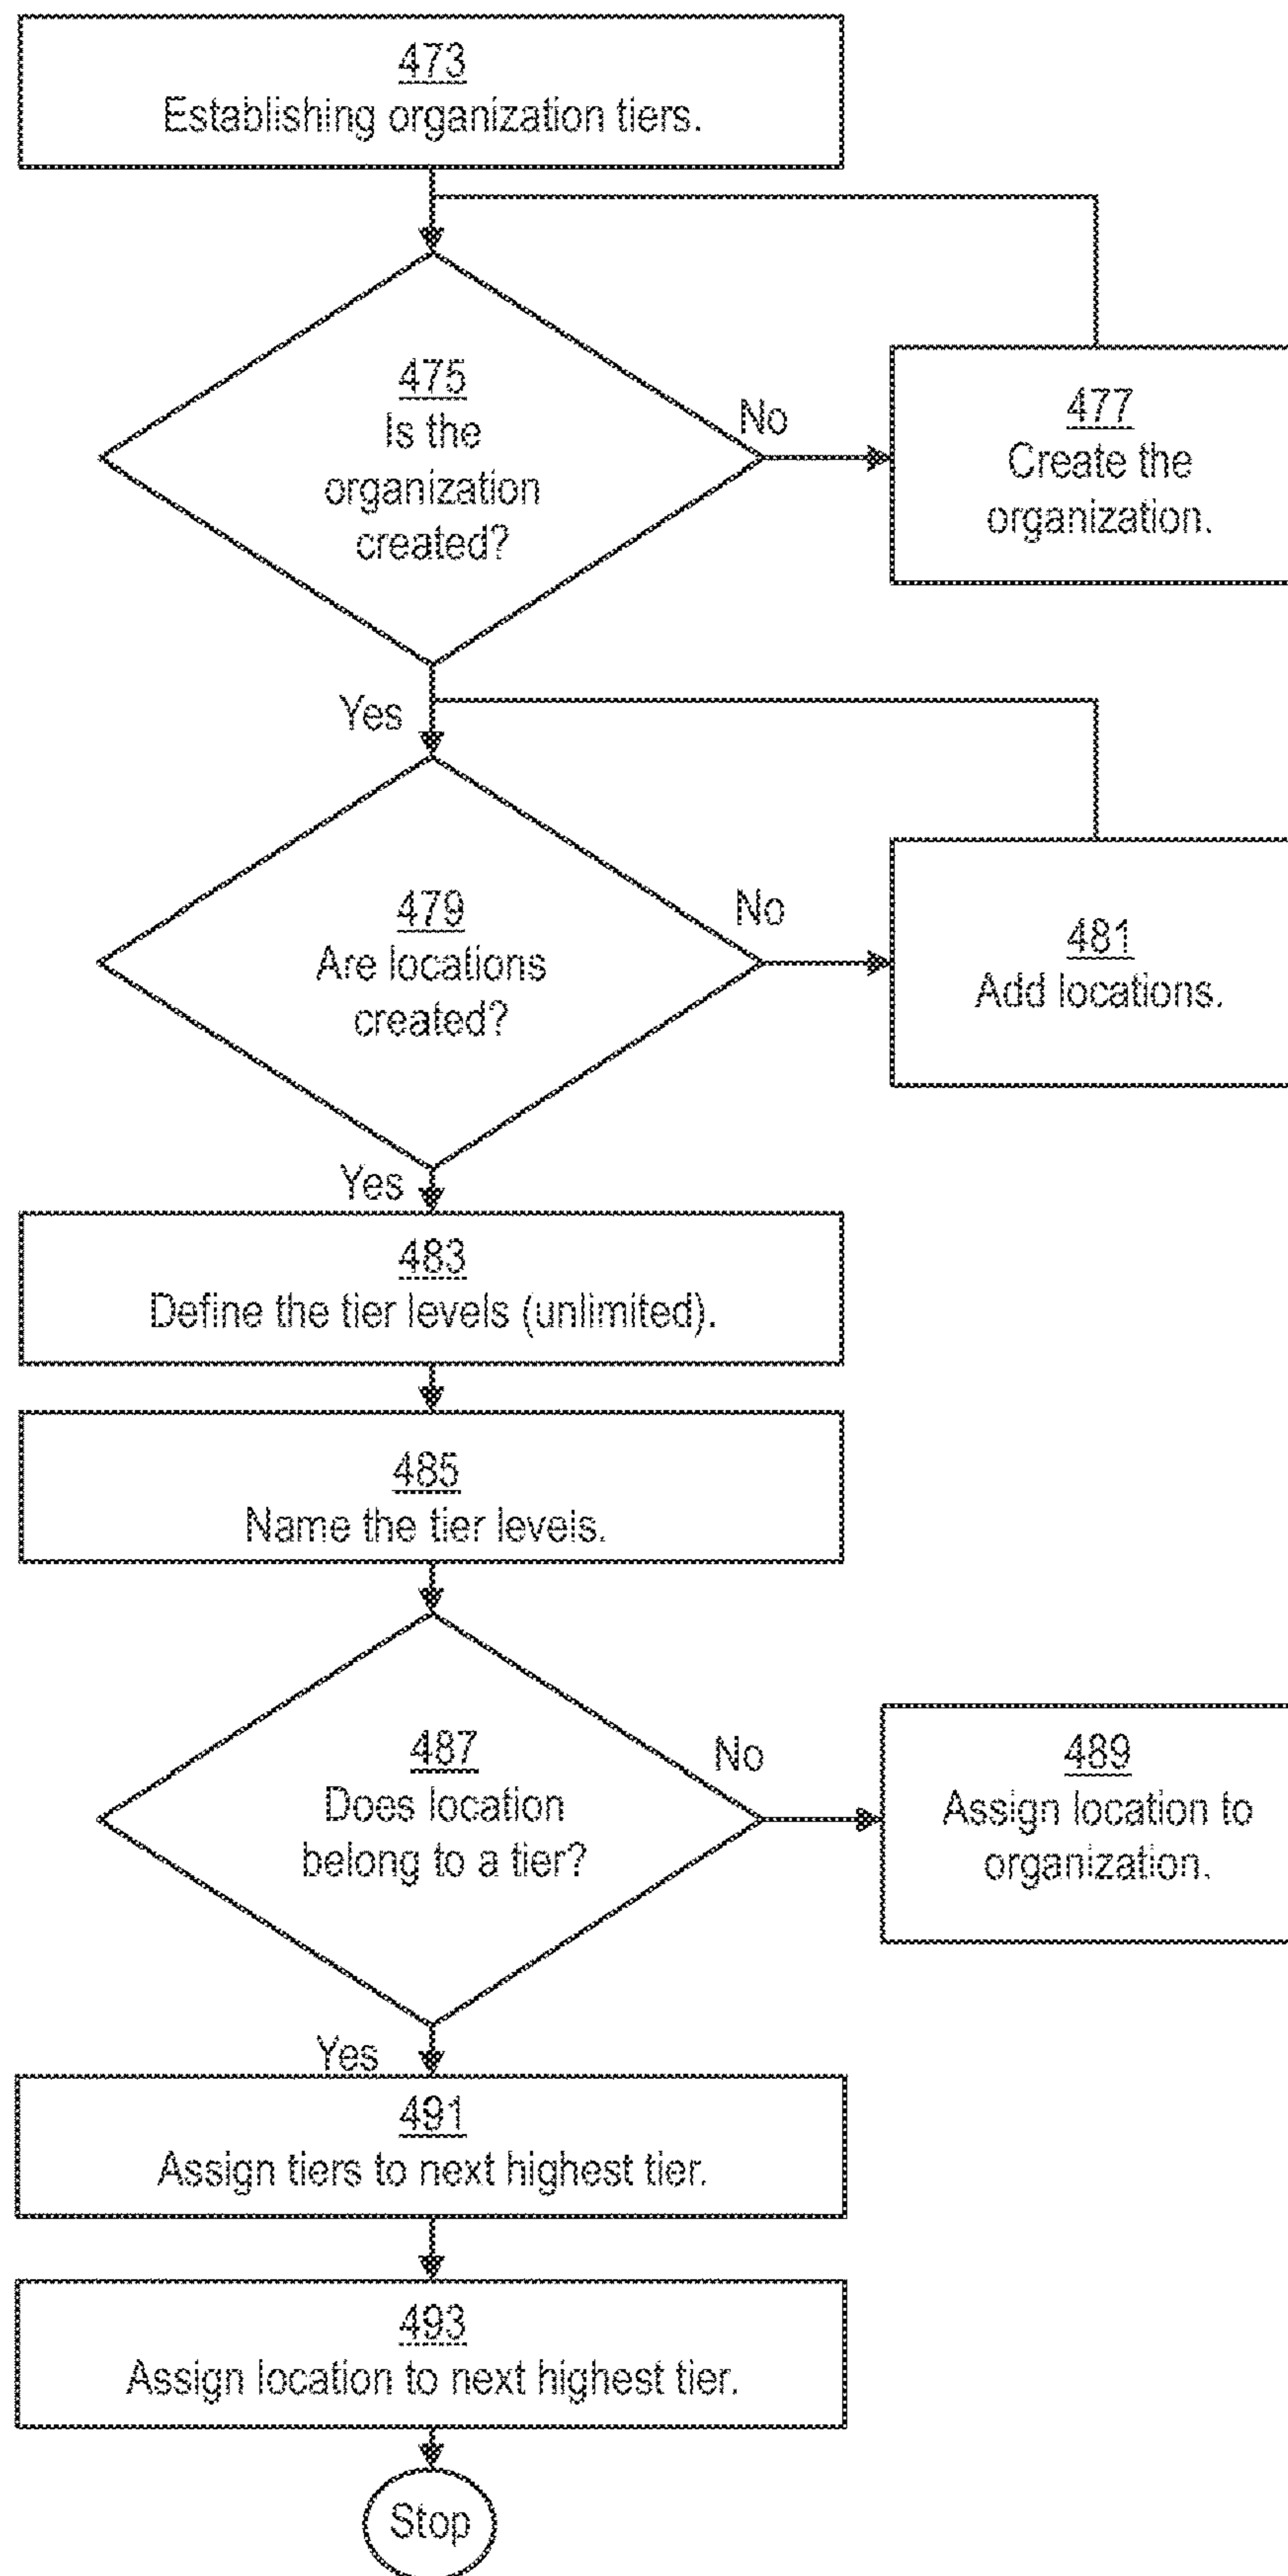 473
Establishing organization tiers.
475
Is the
organization
created?
No
477
Create the
organization.
Yes
479
Are locations
created?
No
481
Add locations.
Yes
483
Define the tier levels (unlimited).
485
Name the tier levels.
487
Does location
belong to a tier?
No
489
Assign location to
organization.
Yes
491
Assign tiers to next highest tier.
493
Assign location to next highest tier.
Stop